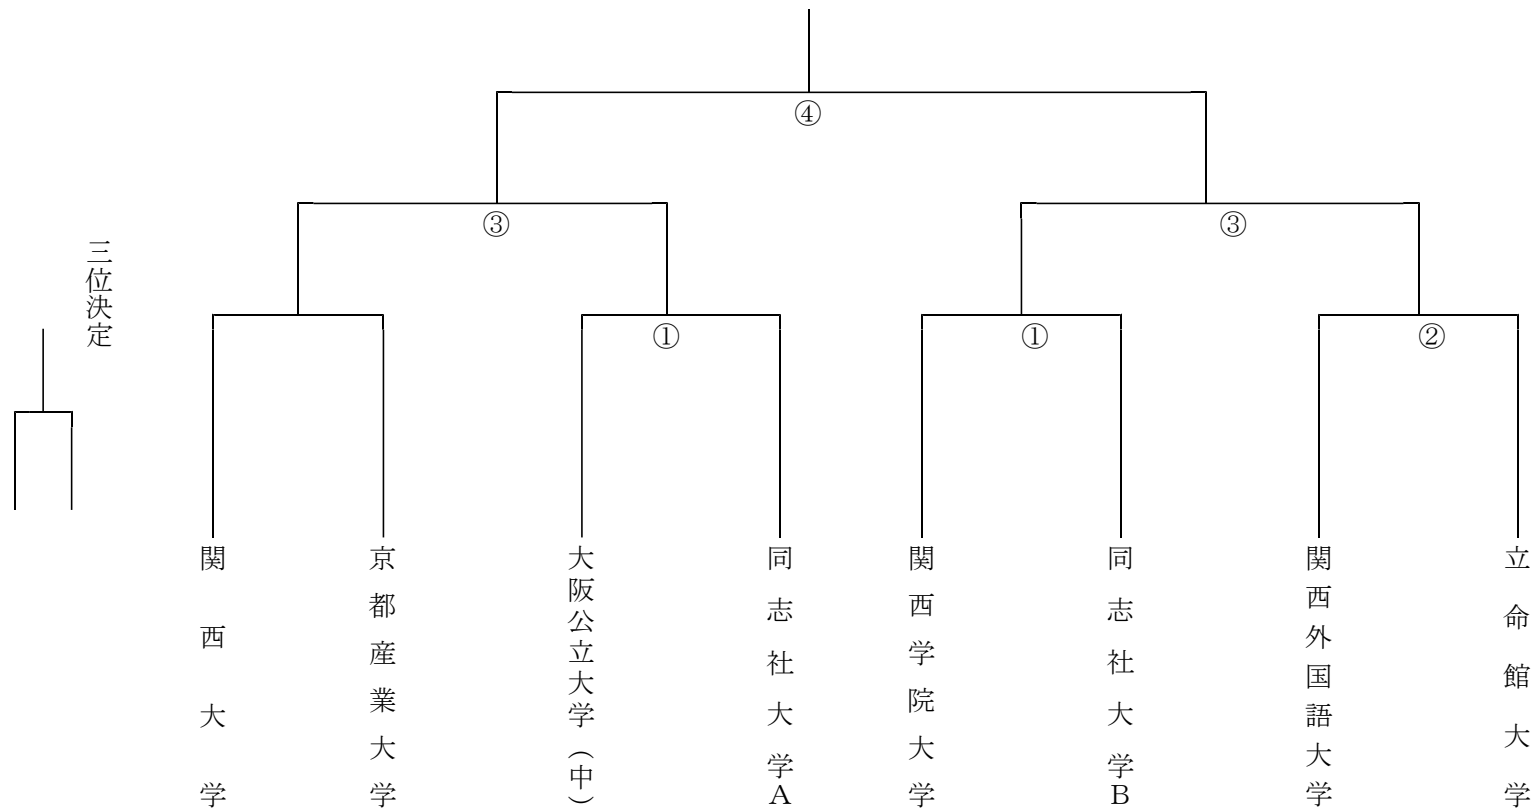 ④
③
③
三位決定
①
①
②
関西大学
京都産業大学
大阪公立大学(中)
同志社大学A
関西学院大学
同志社大学B
関西外国語大学
立命館大学